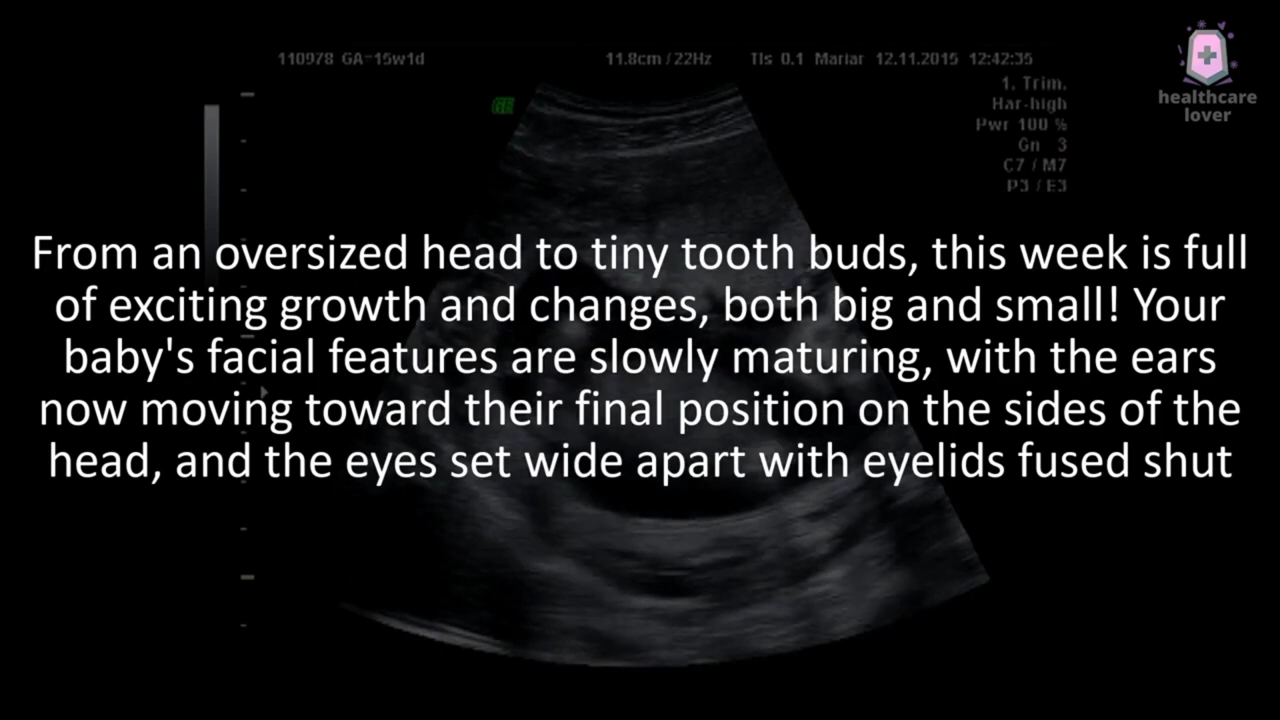 110978 GA=15w1d 11.8cm / 22Hz TIs 0.1 Mariar 12.11.2015 12:42:35
1. Trim.
Har-high
Pwr 100 %
Gn 3
C7 / M7
P3 / E3
GE
healthcare
lover
From an oversized head to tiny tooth buds, this week is full
of exciting growth and changes, both big and small! Your
baby's facial features are slowly maturing, with the ears
now moving toward their final position on the sides of the
head, and the eyes set wide apart with eyelids fused shut